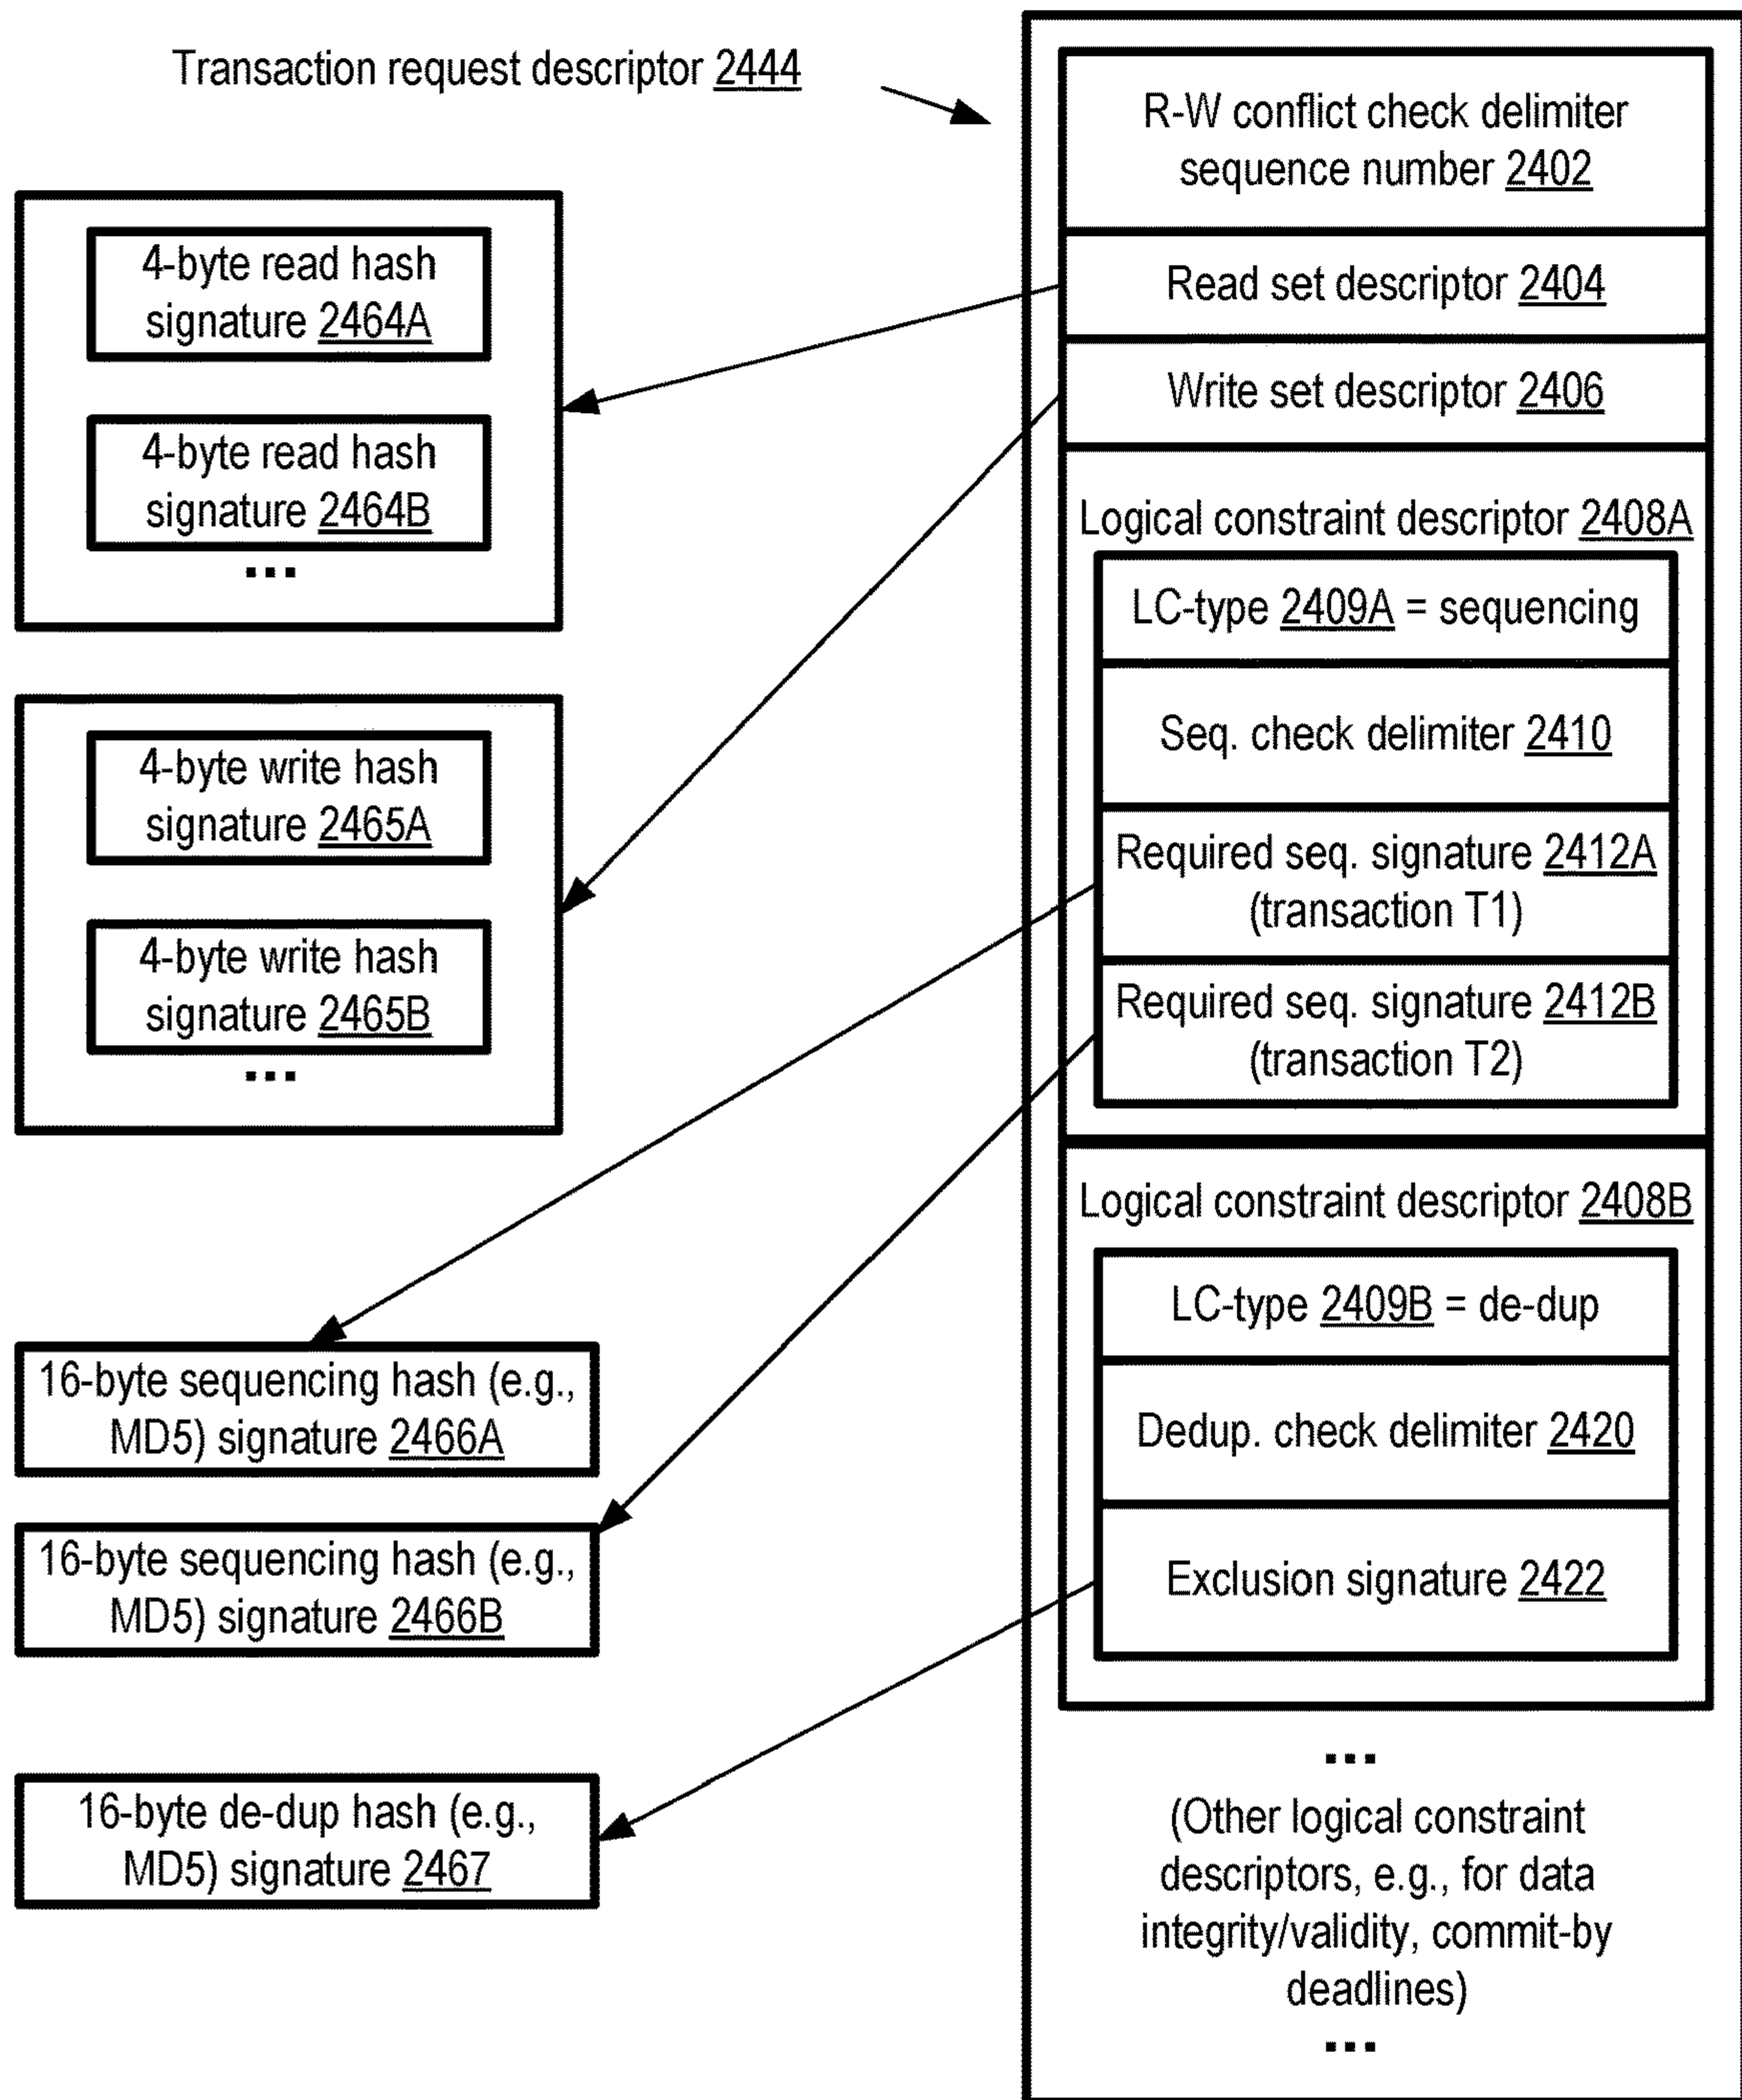 Transaction request descriptor 2444
4-byte read hash
signature 2464A
4-byte read hash
signature 2464B
...
4-byte write hash
signature 2465A
4-byte write hash
signature 2465B
...
16-byte sequencing hash (e.g.,
MD5) signature 2466A
16-byte sequencing hash (e.g.,
MD5) signature 2466B
16-byte de-dup hash (e.g.,
MD5) signature 2467
R-W conflict check delimiter
sequence number 2402
Read set descriptor 2404
Write set descriptor 2406
Logical constraint descriptor 2408A
LC-type 2409A = sequencing
Seq. check delimiter 2410
Required seq. signature 2412A
(transaction T1)
Required seq. signature 2412B
(transaction T2)
Logical constraint descriptor 2408B
LC-type 2409B = de-dup
Dedup. check delimiter 2420
Exclusion signature 2422
...
(Other logical constraint
descriptors, e.g., for data
integrity/validity, commit-by
deadlines)
...